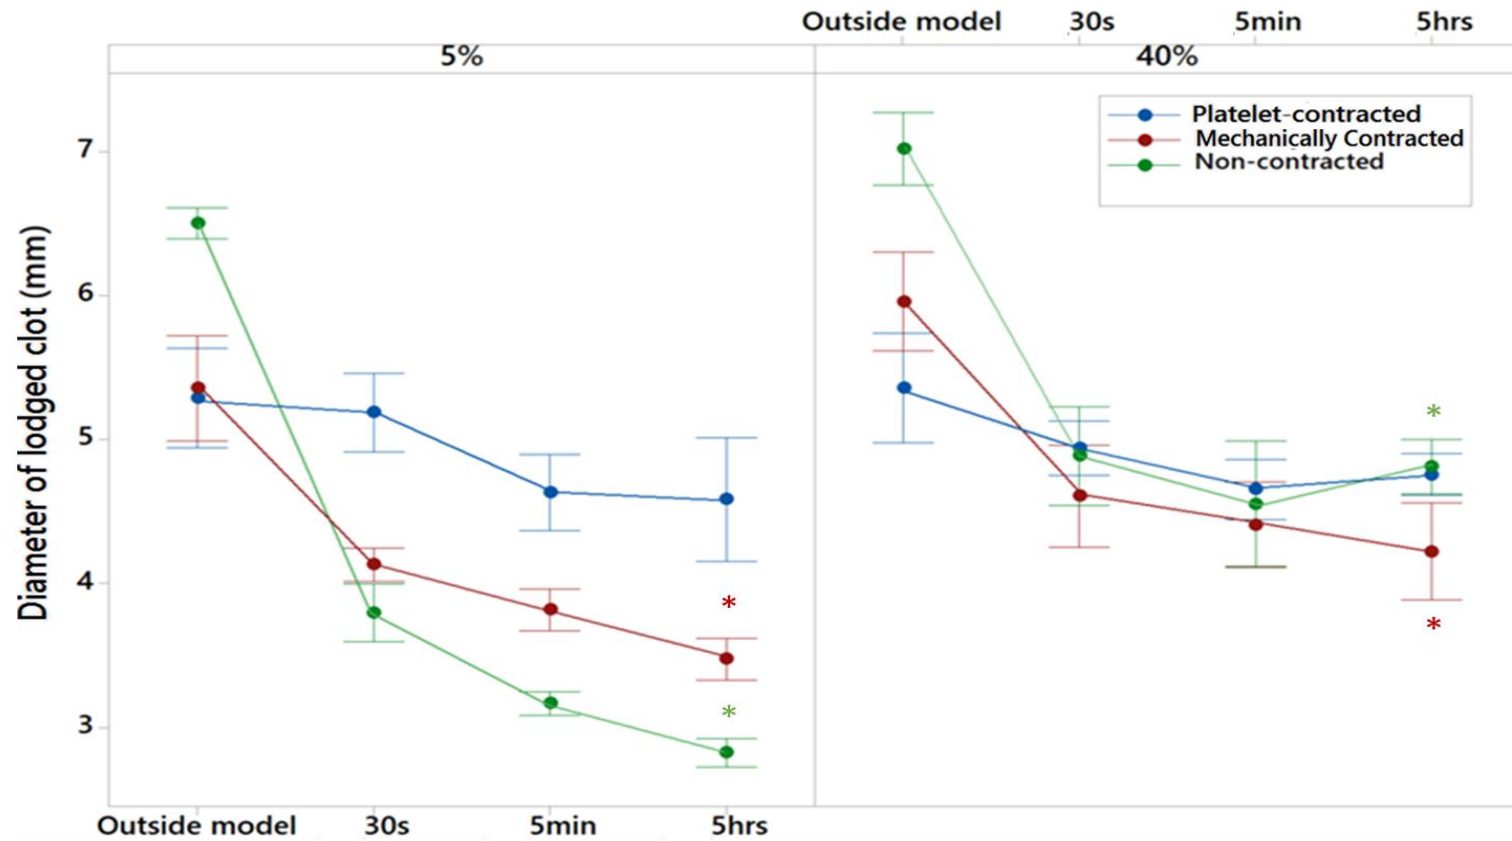 Outside model 30s 5min 5hrs
5% 40%
Platelet-contracted
Mechanically Contracted
Non-contracted
Diameter of lodged clot (mm)
7
6
5
4
3
*
*
*
*
Outside model 30s 5min 5hrs